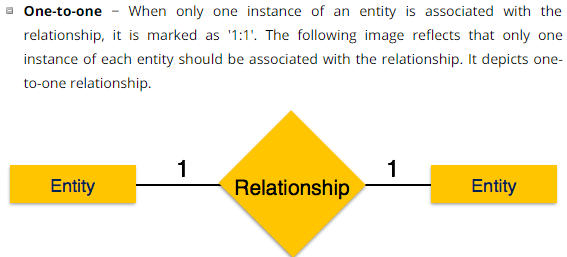 One-to-one – When only one instance of an entity is associated with the
relationship, it is marked as '1:1'. The following image reflects that only one
instance of each entity should be associated with the relationship. It depicts one-
to-one relationship.
1 1
Entity Relationship Entity